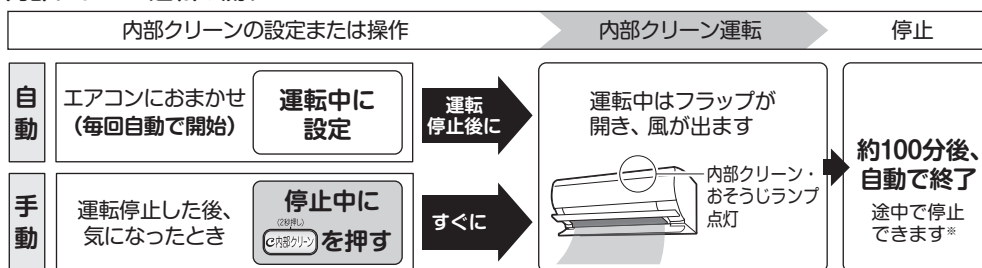 内部クリーンの設定または操作
内部クリーン運転
停止
自動
エアコンにおまかせ
(毎回自動で開始)
運転中に
設定
運転
停止後に
手動
運転停止した後、
気になったとき
停止中に
(2秒押し)
内部クリーン を押す
すぐに
運転中はフラップが
開き、風が出ます
内部クリーン・
おそうじランプ
点灯
約100分後、
自動で終了
途中で停止
できます※